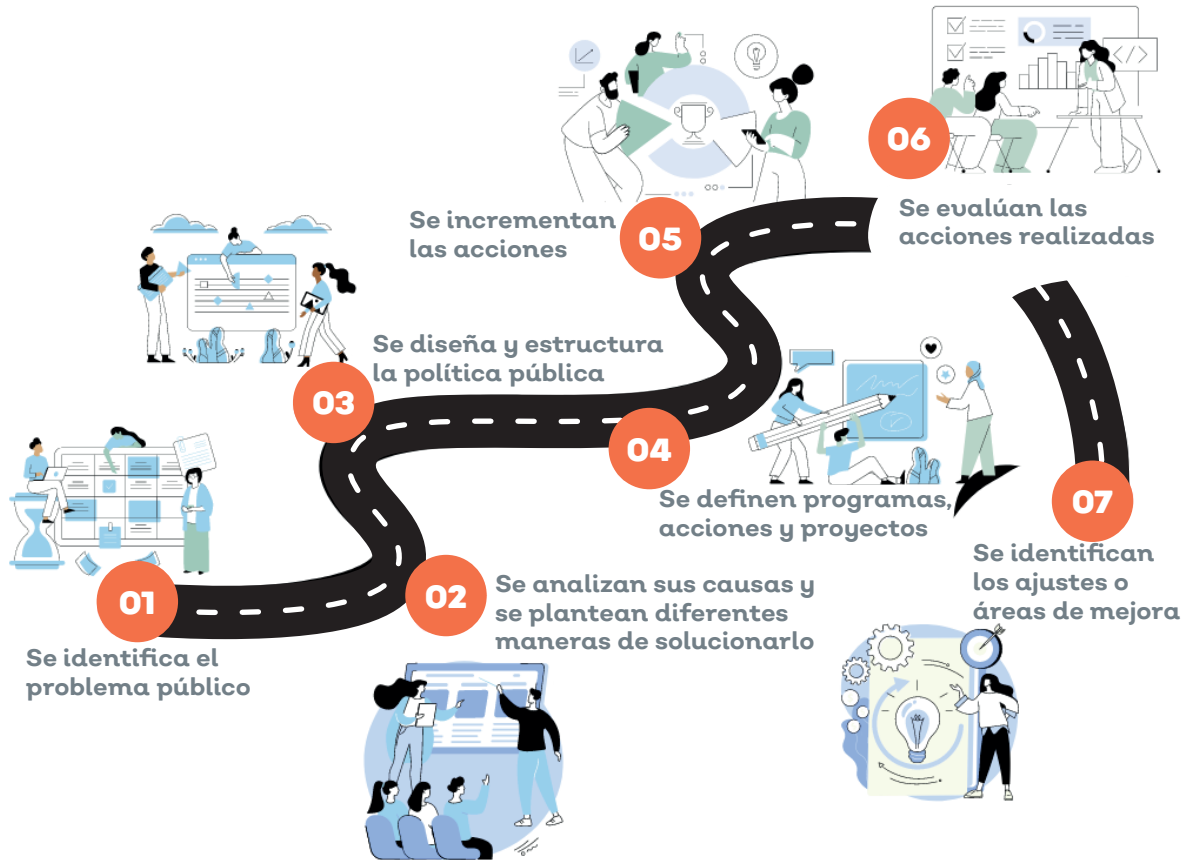 01
Se identifica el
problema público
02
Se analizan sus causas y
se plantean diferentes
maneras de solucionarlo
03
Se diseña y estructura
la política pública
04
Se definen programas,
acciones y proyectos
05
Se incrementan
las acciones
06
Se evalúan las
acciones realizadas
</>
07
Se identifican
los ajustes o
áreas de mejora